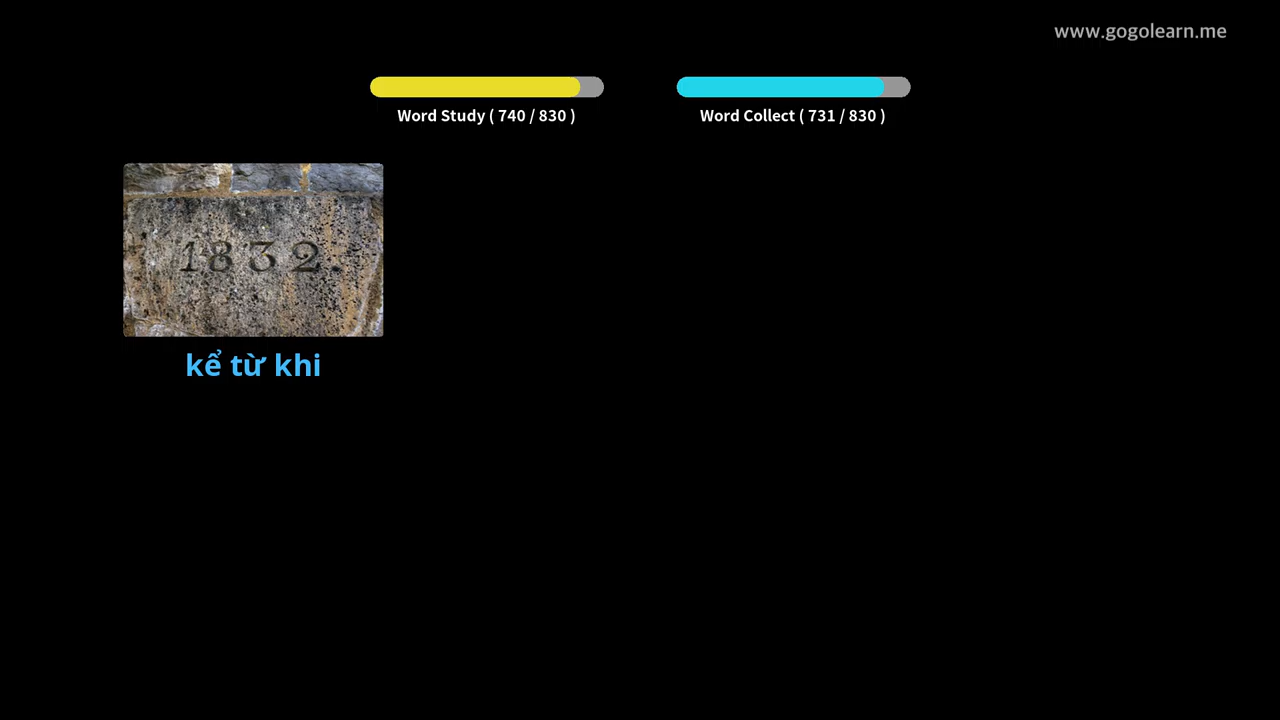 www.gogolearn.me
Word Study ( 740 / 830 )
Word Collect ( 731 / 830 )
1832.
kể từ khi